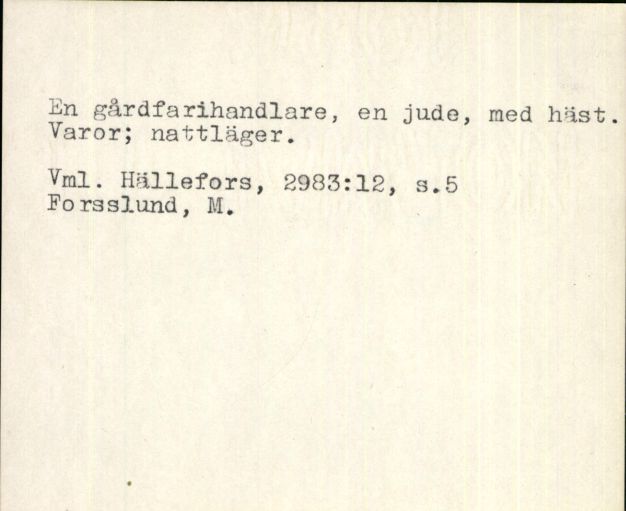 En gårdfarihandlare, en jude, med häst.
Varor; nattläger.
Vml. Hällefors, 2983:12, s.5
Forsslund, M.